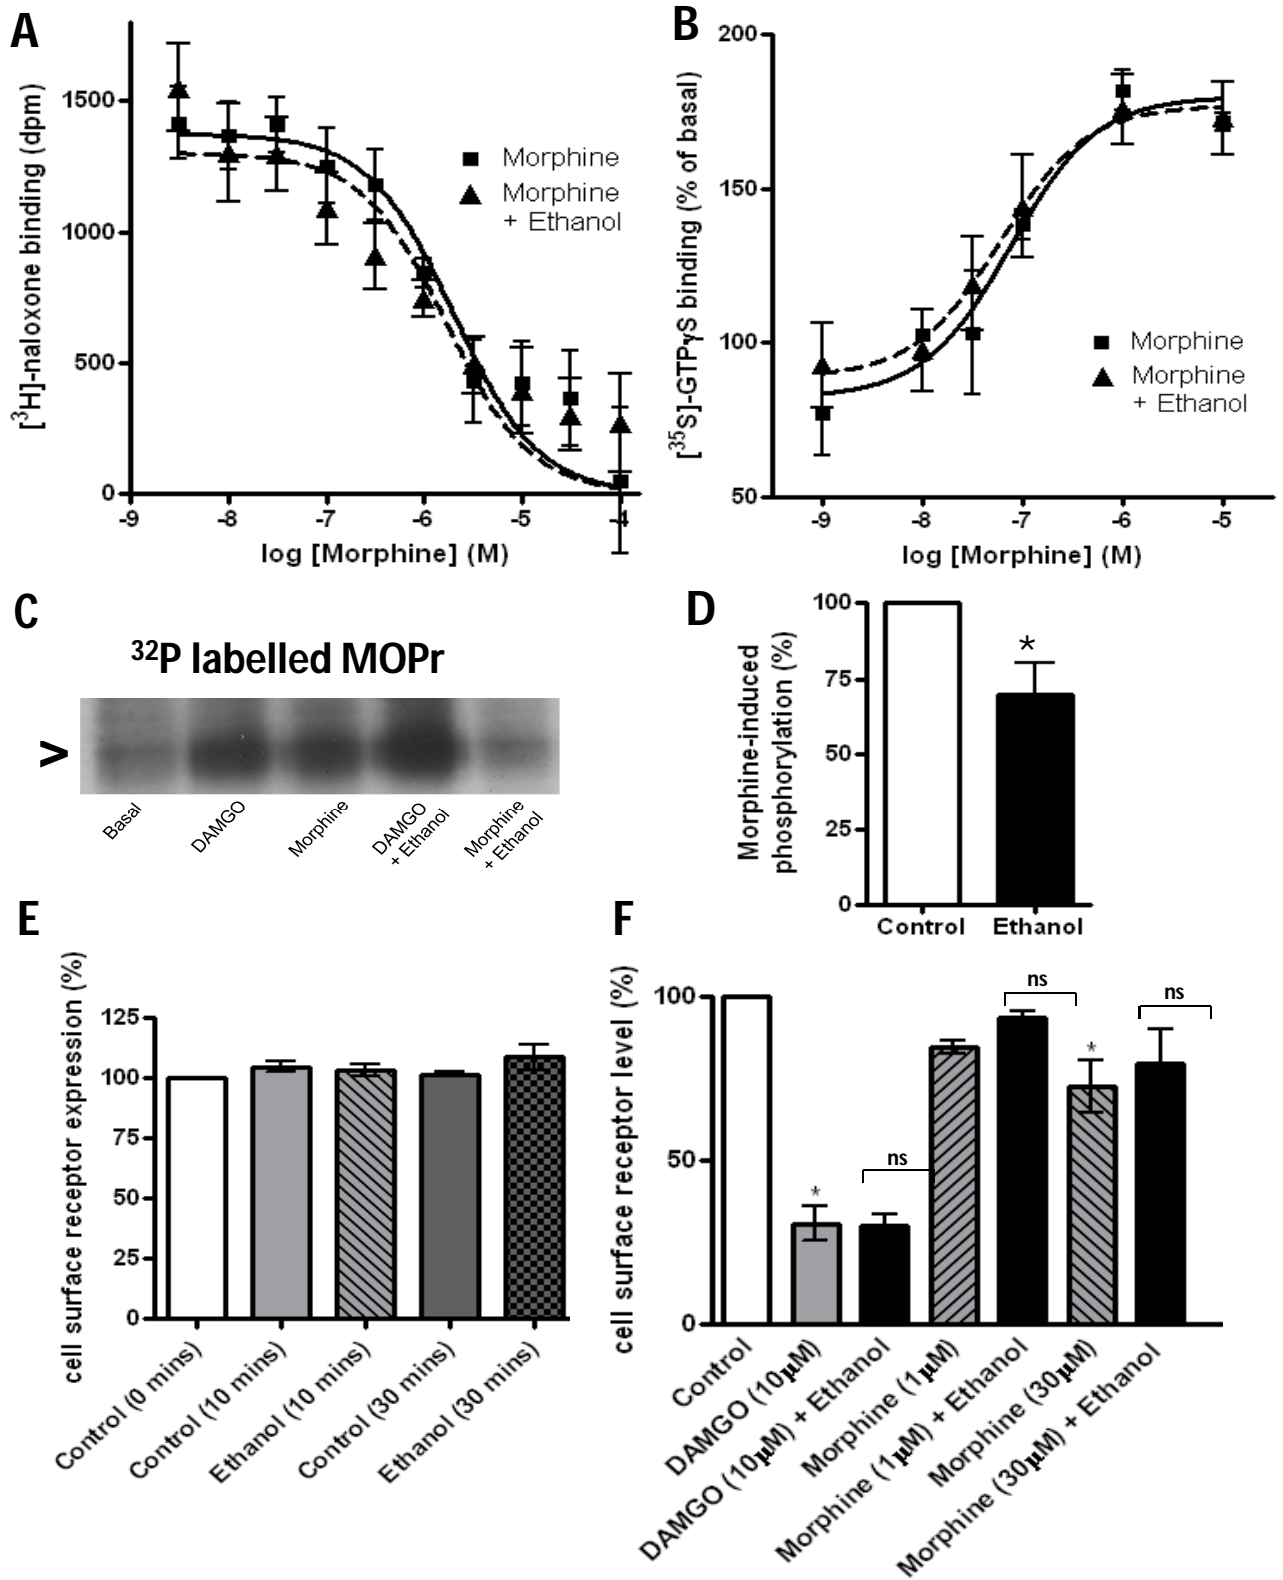 A
[³H]-naloxone binding (dpm)
1500
1000
500
0
-9
-8
-7
-6
-5
-4
log [Morphine] (M)
Morphine
Morphine
+ Ethanol
B
[³⁵S]-GTPγS binding (% of basal)
200
150
100
50
-9
-8
-7
-6
-5
log [Morphine] (M)
Morphine
Morphine
+ Ethanol
C
³²P labelled MOPr
>
Basal
DAMGO
Morphine
DAMGO
+ Ethanol
Morphine
+ Ethanol
D
Morphine-induced
phosphorylation (%)
100
75
50
25
0
*
Control
Ethanol
E
cell surface receptor expression (%)
125
100
75
50
25
0
Control (0 mins)
Control (10 mins)
Ethanol (10 mins)
Control (30 mins)
Ethanol (30 mins)
F
cell surface receptor level (%)
100
50
0
*
ns
ns
*
ns
Control
DAMGO (10μM)
DAMGO (10μM) + Ethanol
Morphine (1μM)
Morphine (1μM) + Ethanol
Morphine (30μM)
Morphine (30μM) + Ethanol